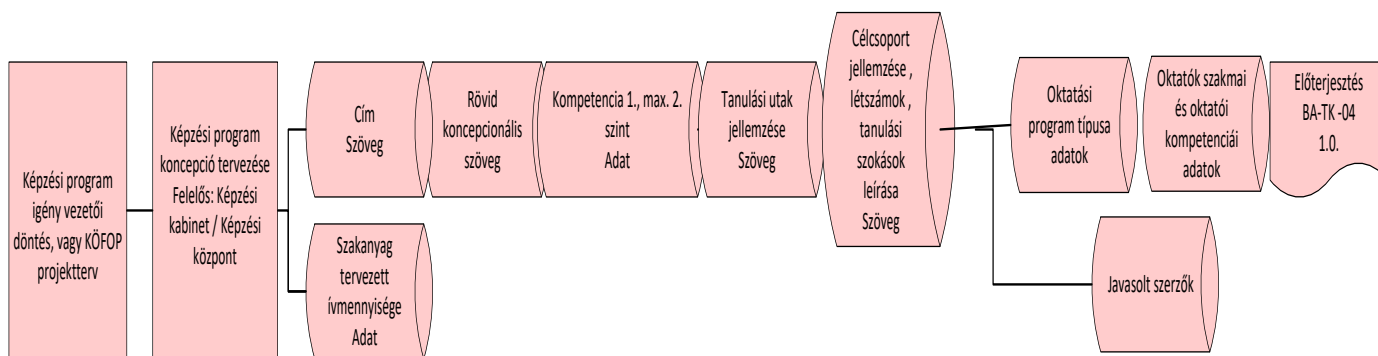 Képzési program
igény vezetői
döntés, vagy KÖFOP
projektterv
Képzési program
koncepció tervezése
Felelős: Képzési
kabinet / Képzési
központ
Cím
Szöveg
Rövid
koncepcionális
szöveg
Kompetencia 1., max. 2.
szint
Adat
Tanulási utak
jellemzése
Szöveg
Célcsoport
jellemzése ,
létszámok ,
tanulási
szokások
leírása
Szöveg
Oktatási
program típusa
adatok
Oktatók szakmai
és oktatói
kompetenciái
adatok
Előterjesztés
BA-TK -04
1.0.
Szakanyag
tervezett
ívmennyisége
Adat
Javasolt szerzők